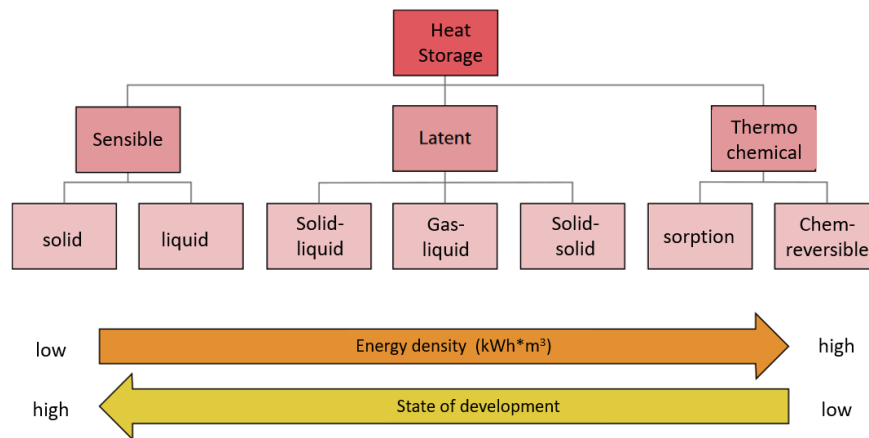 Heat
Storage
Sensible
Latent
Thermo
chemical
solid
liquid
Solid-
liquid
Gas-
liquid
Solid-
solid
sorption
Chem-
reversible
low
Energy density (kWh*m³)
high
high
State of development
low